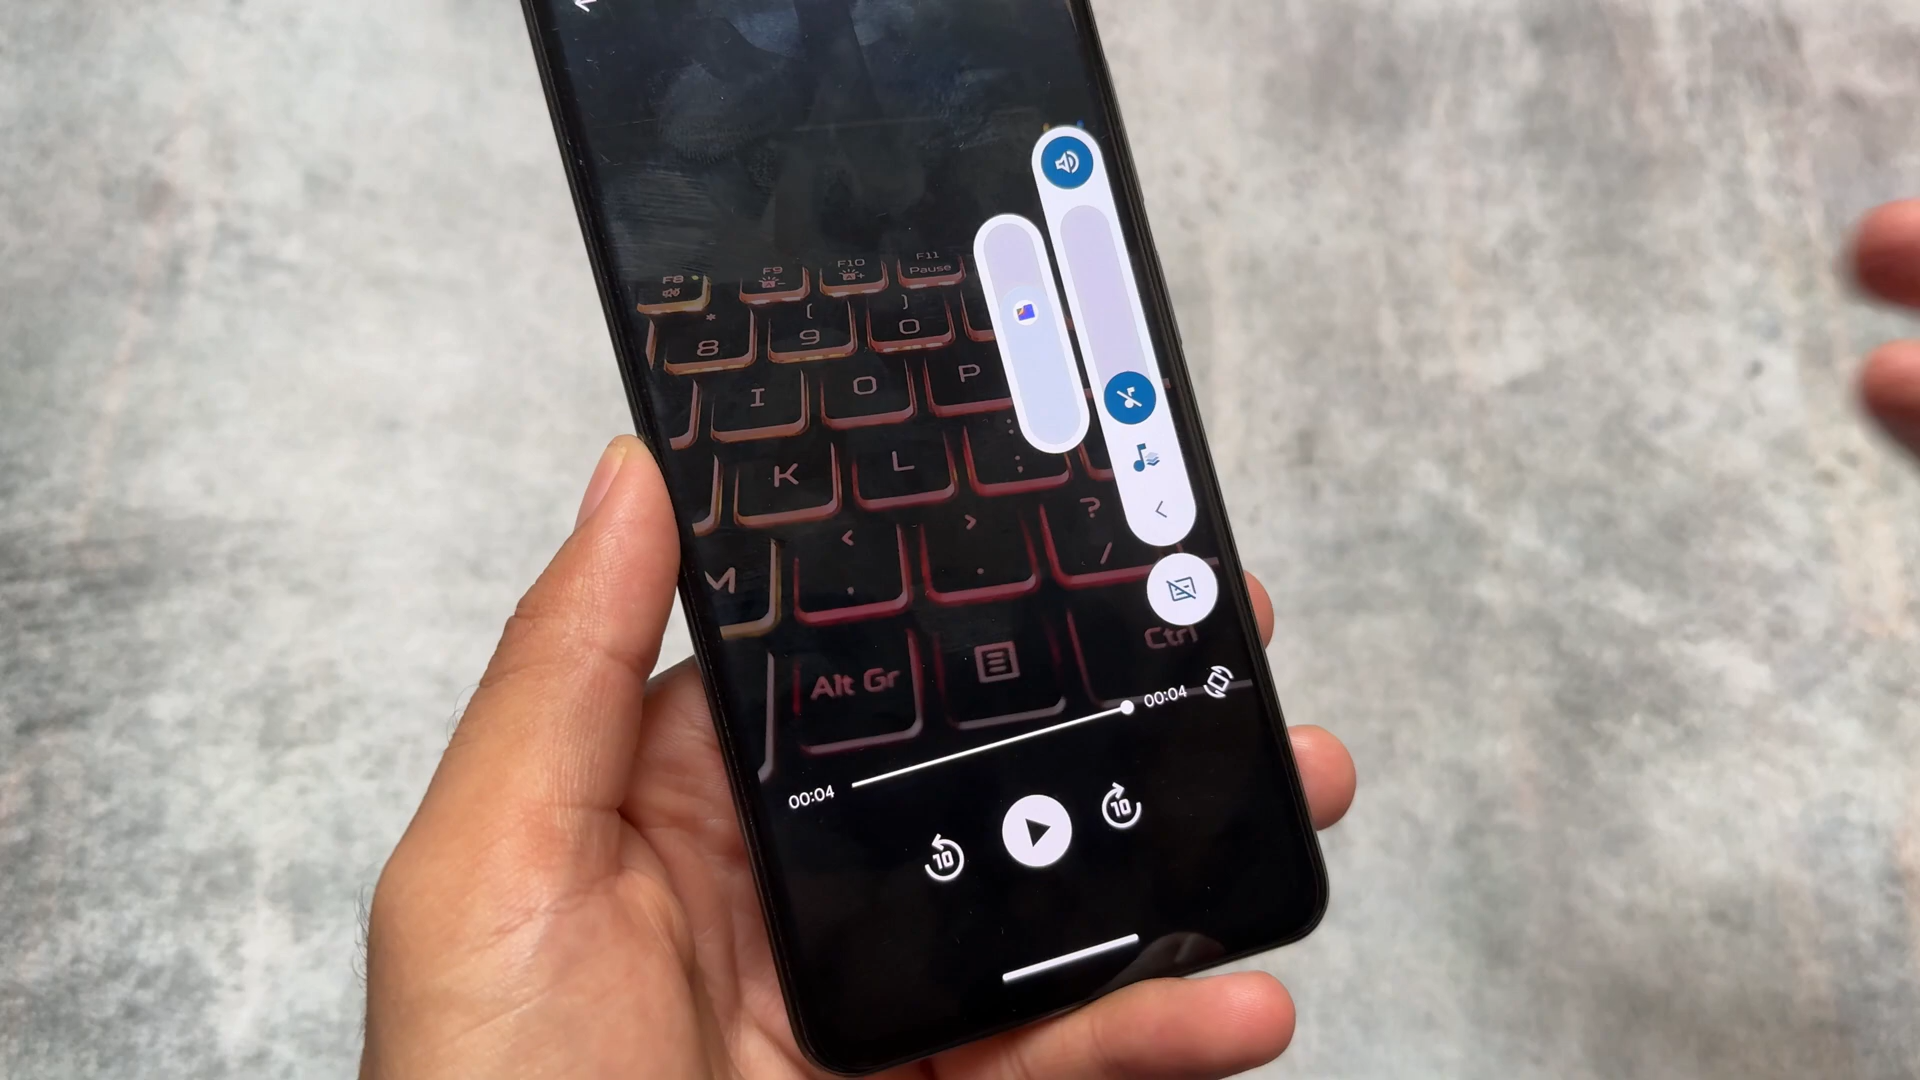 F8 F9 F10 F11
Pause
* ( )
8 9 0
I O P
K L : ;
M < , > . ? /
Alt Gr Ctrl
00:04 00:04
10 10